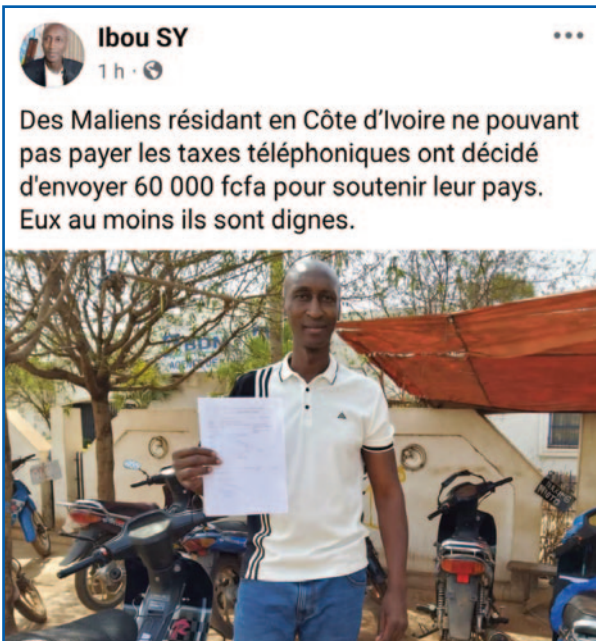 Ibou SY
1 h
Des Maliens résidant en Côte d’Ivoire ne pouvant
pas payer les taxes téléphoniques ont décidé
d'envoyer 60 000 fcfa pour soutenir leur pays.
Eux au moins ils sont dignes.
BDM